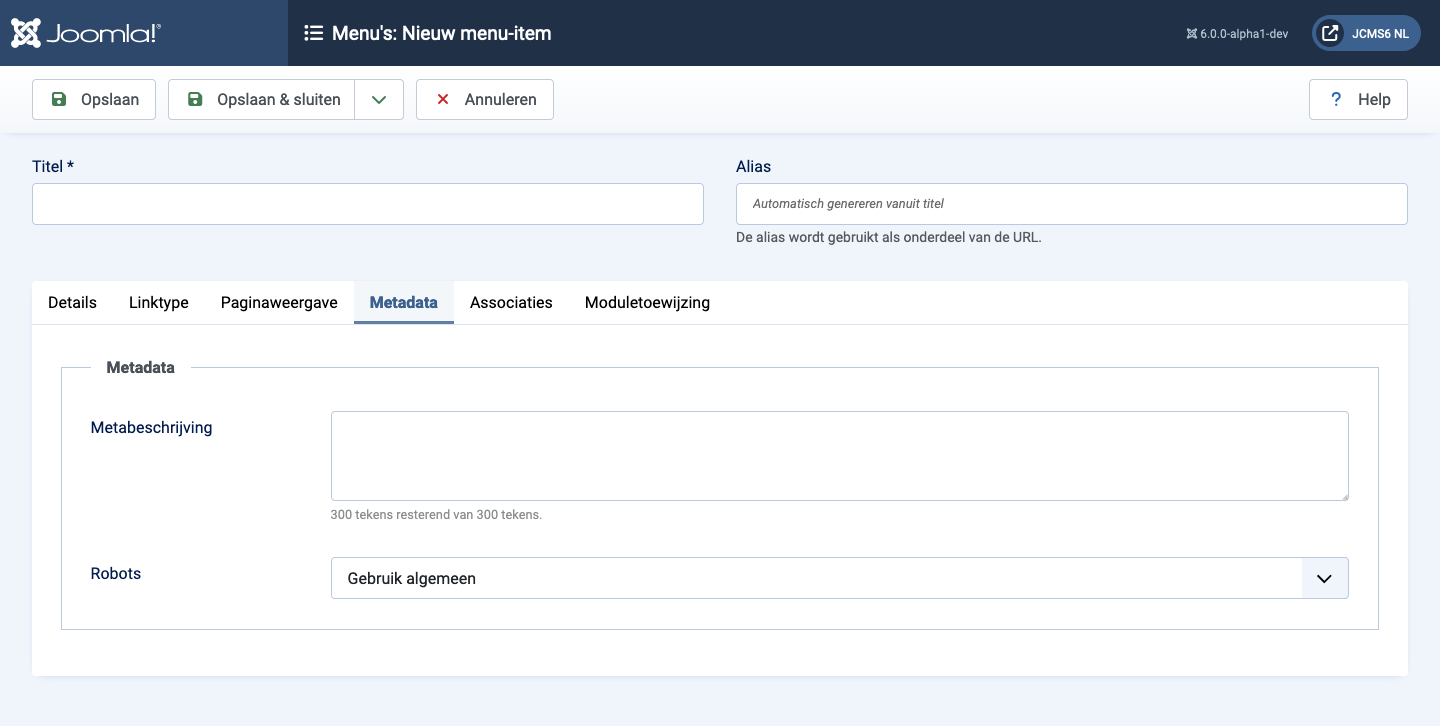 Joomla!®
Menu's: Nieuw menu-item
6.0.0-alpha1-dev
JCMS6 NL
Opslaan
Opslaan & sluiten
Annuleren
? Help
Titel *
Alias
Automatisch genereren vanuit titel
De alias wordt gebruikt als onderdeel van de URL.
Details Linktype Paginaweergave Metadata Associaties Moduletoewijzing
Metadata
Metabeschrijving
300 tekens resterend van 300 tekens.
Robots
Gebruik algemeen